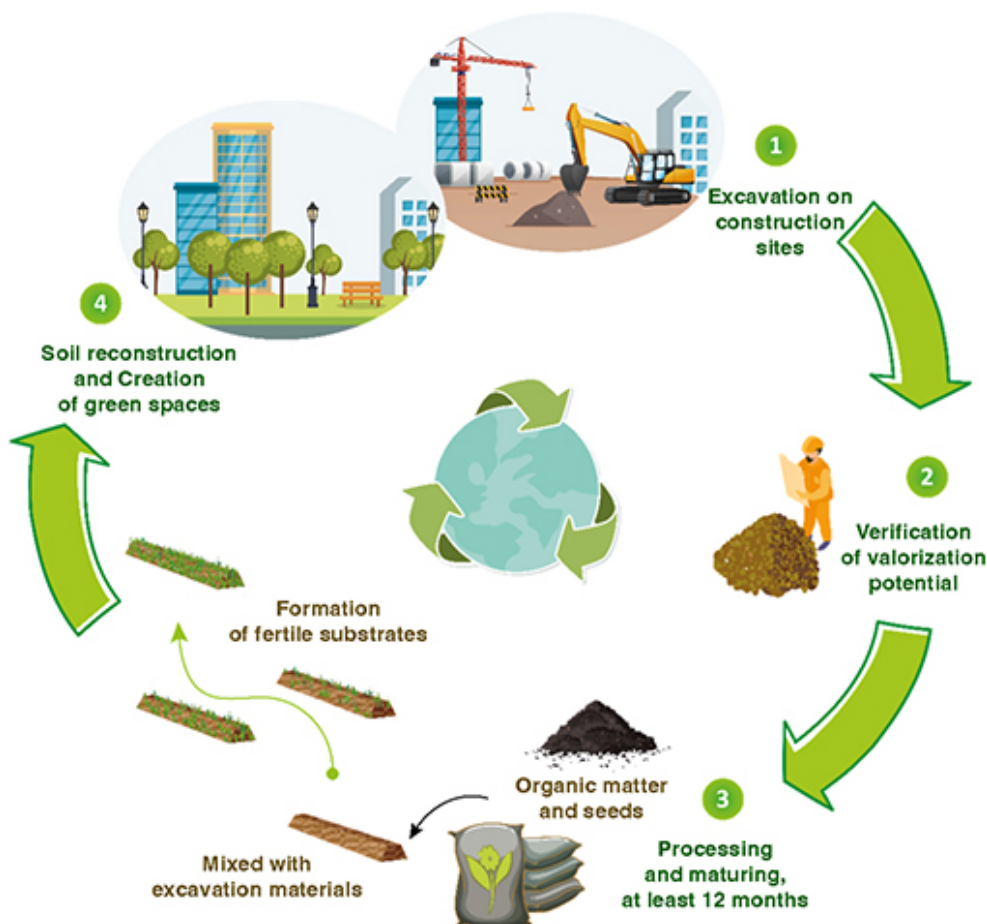 1
Excavation on
construction
sites
2
Verification
of valorization
potential
3
Processing
and maturing,
at least 12 months
Organic matter
and seeds
Mixed with
excavation materials
Formation
of fertile substrates
4
Soil reconstruction
and Creation
of green spaces